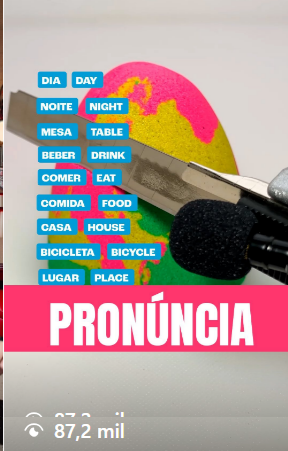 DIA DAY
NOITE NIGHT
MESA TABLE
BEBER DRINK
COMER EAT
COMIDA FOOD
CASA HOUSE
BICICLETA BICYCLE
LUGAR PLACE
PRONÚNCIA
87,2 mil